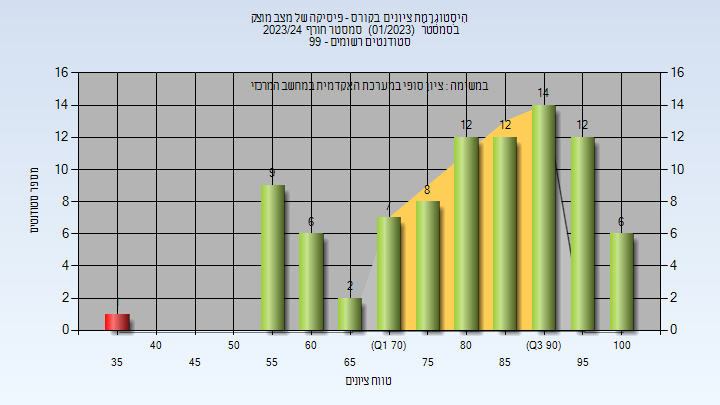 היסטוגרמת ציונים בקורס - פיסיקה של מצב מוצק
בסמסטר (01/2023) סמסטר חורף 2023/24
סטודנטים רשומים - 99
במשימה : ציון סופי במערכת האקדמית במחשב המרכזי
מספר סטודנטים
16 16
14 14 14
12 12 12 12 12
10 10
9
8 8 8
7
6 6 6 6
4 4
2 2 2
0 0
40 50 60 (Q1 70) 80 (Q3 90) 100
35 45 55 65 75 85 95
טווח ציונים